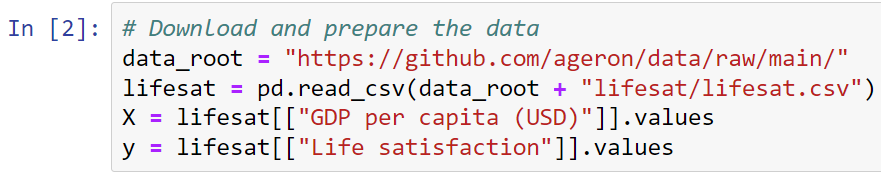 In [2]: # Download and prepare the data
data_root = "https://github.com/ageron/data/raw/main/"
lifesat = pd.read_csv(data_root + "lifesat/lifesat.csv")
X = lifesat[["GDP per capita (USD)"]].values
y = lifesat[["Life satisfaction"]].values